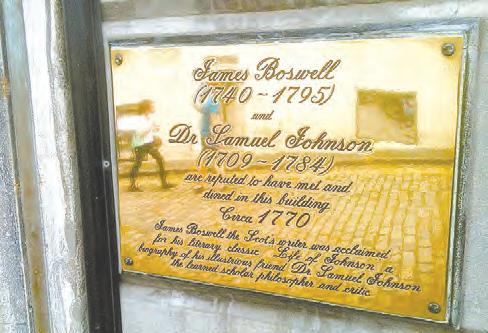 James Boswell
(1740 ~ 1795)
and
Dr Samuel Johnson
(1709 ~ 1784)
are reputed to have met and
dined in this building
Circa 1770
James Boswell the Scot's writer was acclaimed
for his literary classic Life of Johnson a
biography of his illustrious friend Dr Samuel Johnson
the learned scholar philosopher and critic